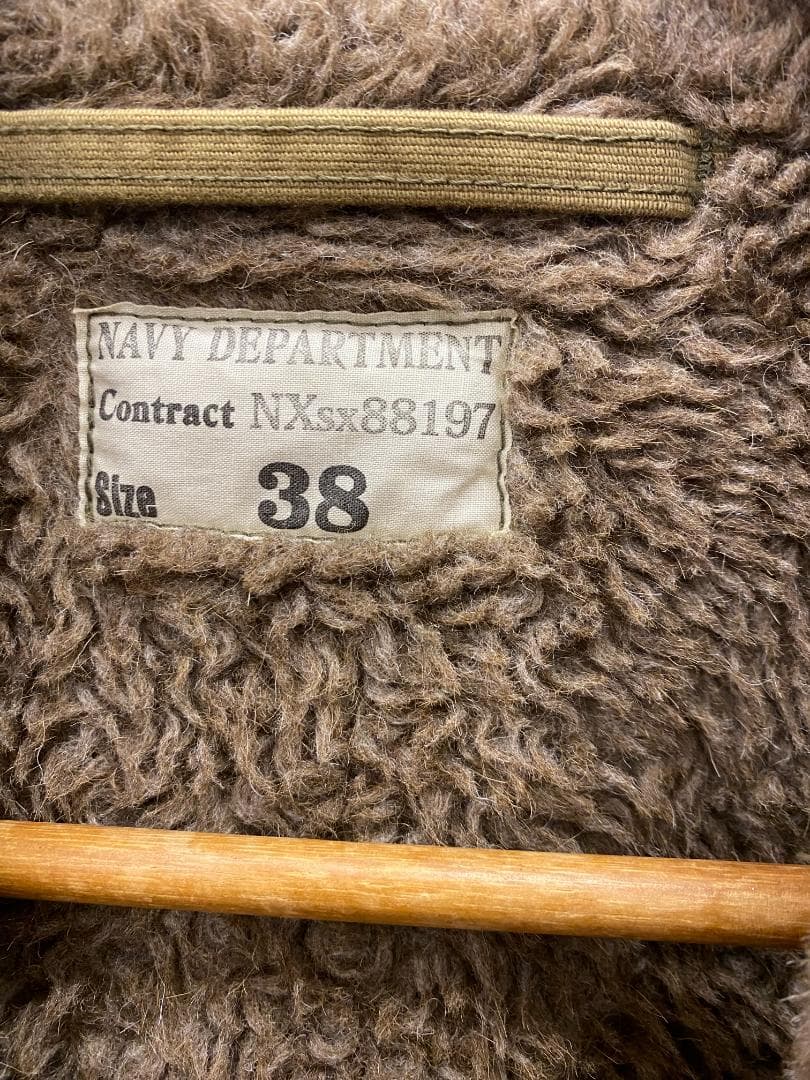 NAVY DEPARTMENT
Contract NXsx88197
Size 38